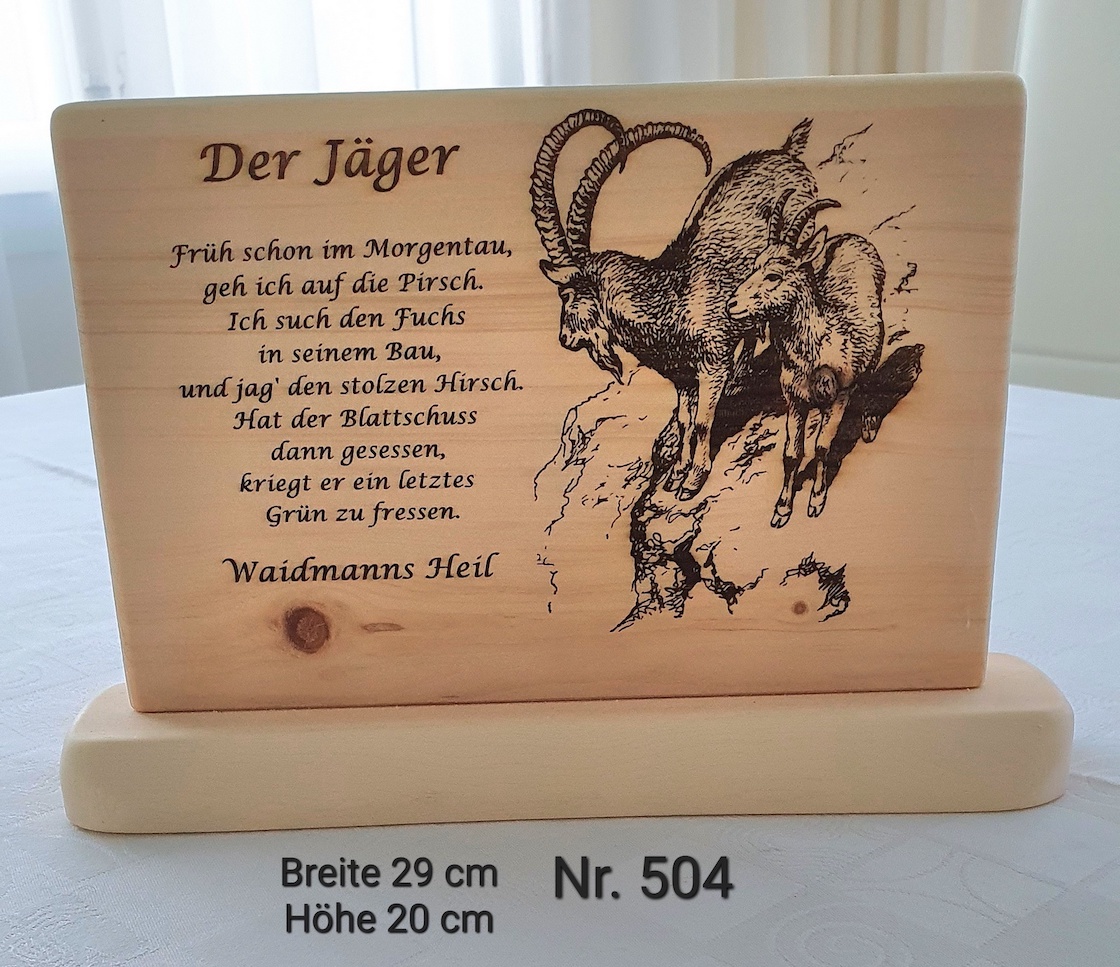 Der Jäger
Früh schon im Morgentau,
geh ich auf die Pirsch.
Ich such den Fuchs
in seinem Bau,
und jag' den stolzen Hirsch.
Hat der Blattschuss
dann gesessen,
kriegt er ein letztes
Grün zu fressen.
Waidmanns Heil
Breite 29 cm
Höhe 20 cm
Nr. 504